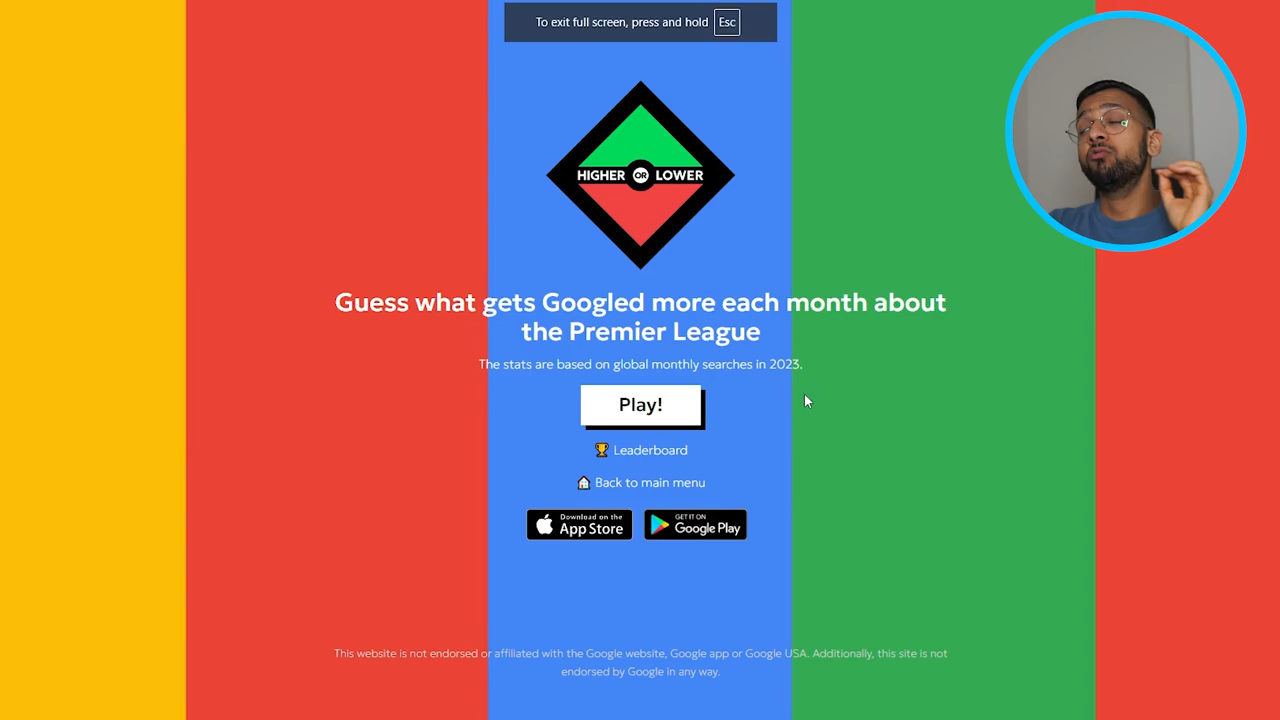 To exit full screen, press and hold Esc
HIGHER OR LOWER
Guess what gets Googled more each month about
the Premier League
The stats are based on global monthly searches in 2023.
Play!
Leaderboard
Back to main menu
Download on the
App Store
GET IT ON
Google Play
This website is not endorsed or affiliated with the Google website, Google app or Google USA. Additionally, this site is not
endorsed by Google in any way.